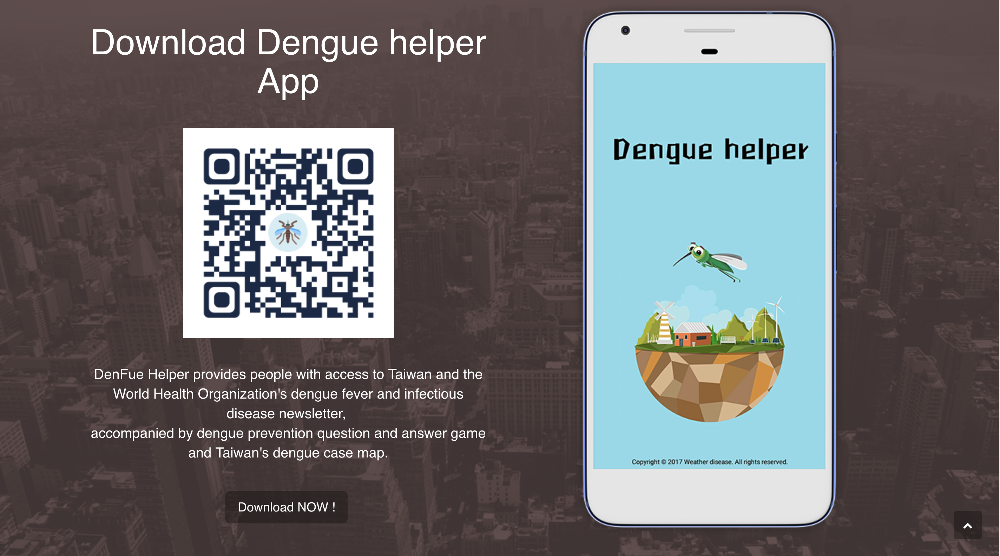 Download Dengue helper
App
DenFue Helper provides people with access to Taiwan and the
World Health Organization's dengue fever and infectious
disease newsletter,
accompanied by dengue prevention question and answer game
and Taiwan's dengue case map.
Download NOW !
Dengue helper
Copyright © 2017 Weather disease. All rights reserved.